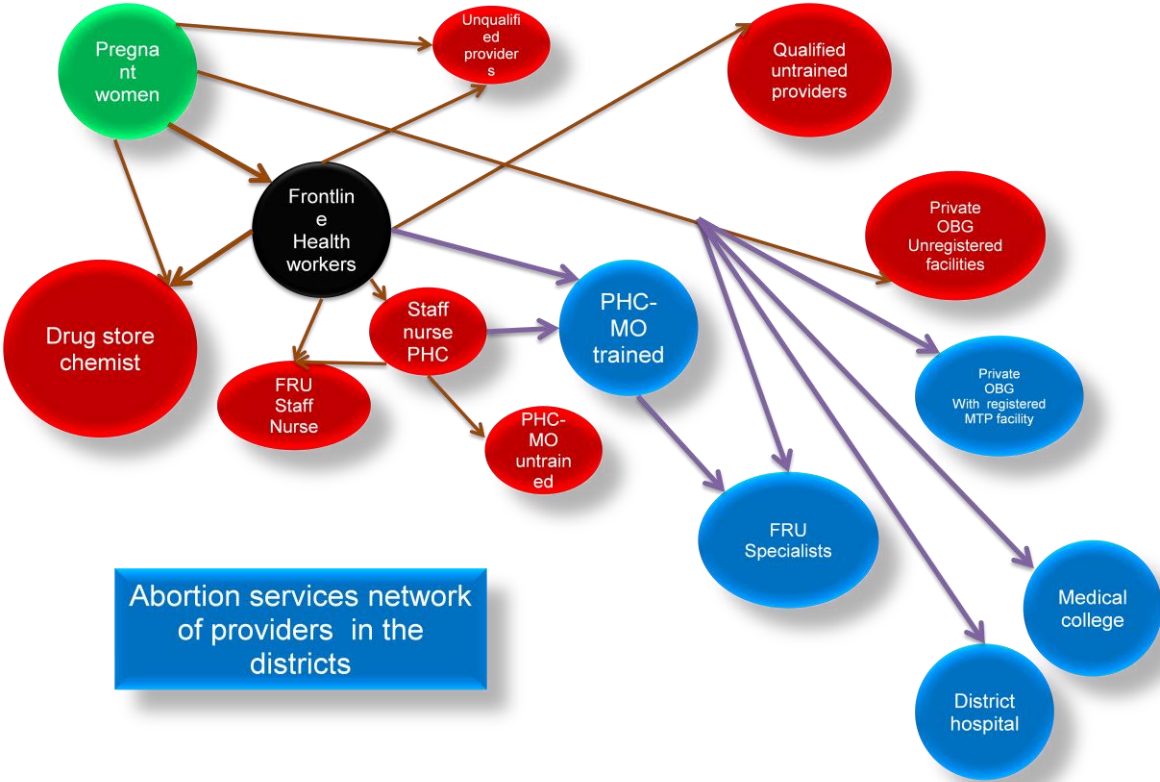 Pregna
nt
women
Unqualifi
ed
provider
s
Qualified
untrained
providers
Frontlin
e
Health
workers
Private
OBG
Unregistered
facilities
Drug store
chemist
Staff
nurse
PHC
PHC-
MO
trained
FRU
Staff
Nurse
Private
OBG
With registered
MTP facility
PHC-
MO
untrain
ed
FRU
Specialists
Abortion services network
of providers in the
districts
Medical
college
District
hospital